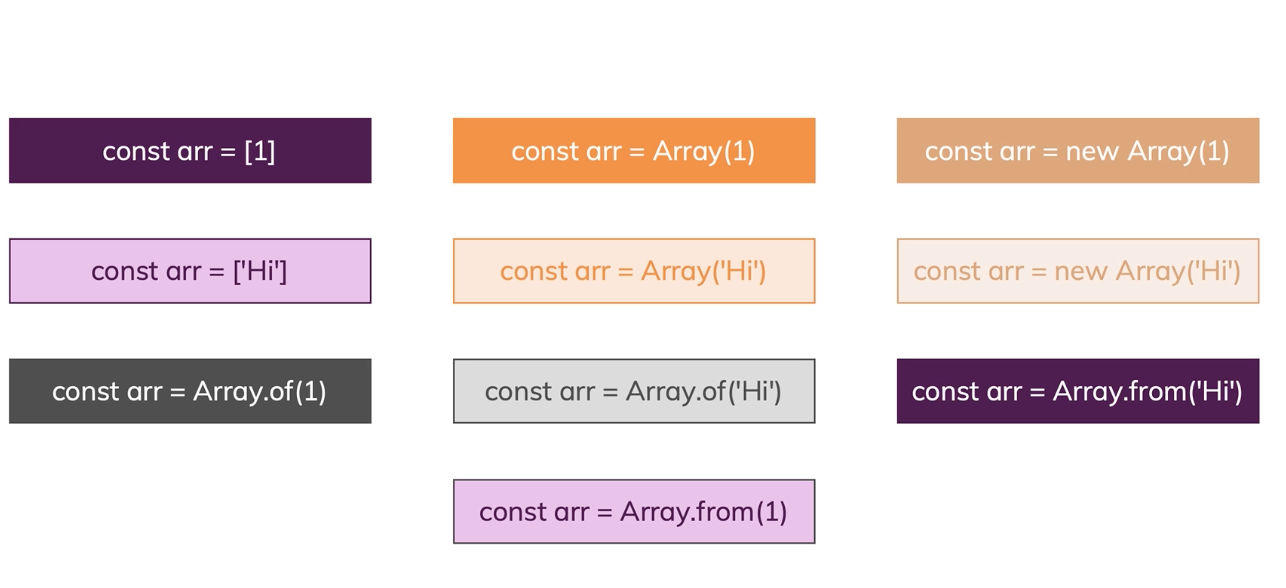 const arr = [1]
const arr = Array(1)
const arr = new Array(1)
const arr = ['Hi']
const arr = Array('Hi')
const arr = new Array('Hi')
const arr = Array.of(1)
const arr = Array.of('Hi')
const arr = Array.from('Hi')
const arr = Array.from(1)